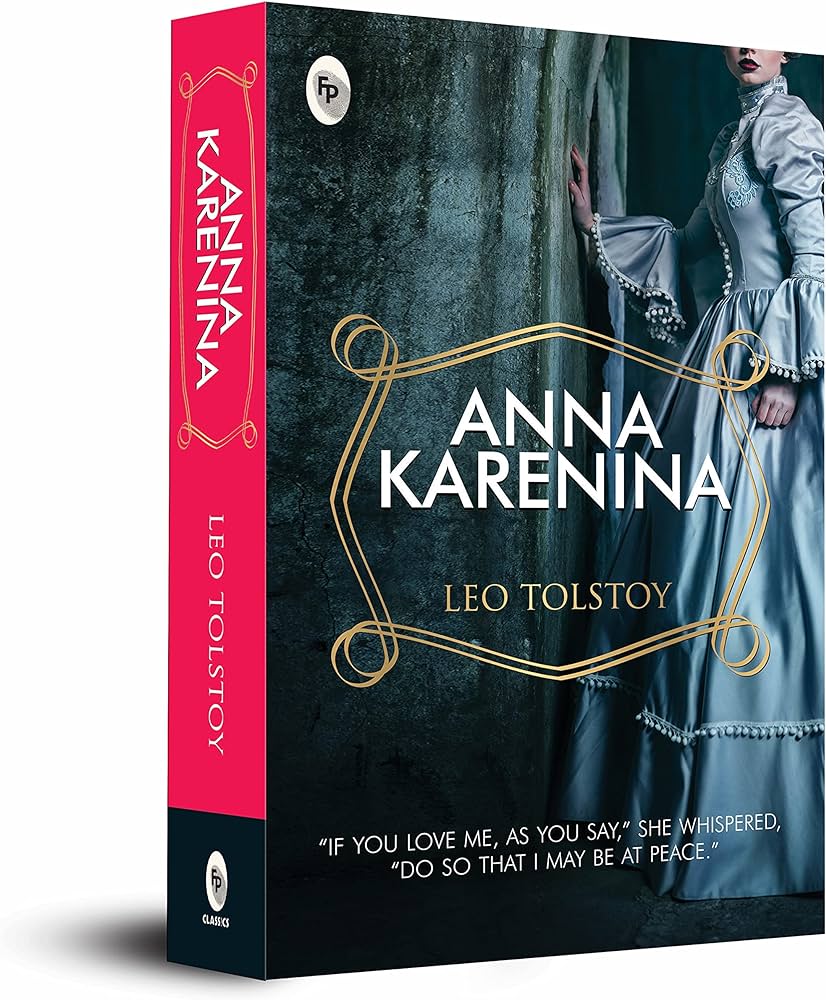 ANNA
KARENINA
LEO TOLSTOY
FP
CLASSICS
FP
ANNA
KARENINA
LEO TOLSTOY
“IF YOU LOVE ME, AS YOU SAY,” SHE WHISPERED,
“DO SO THAT I MAY BE AT PEACE.”